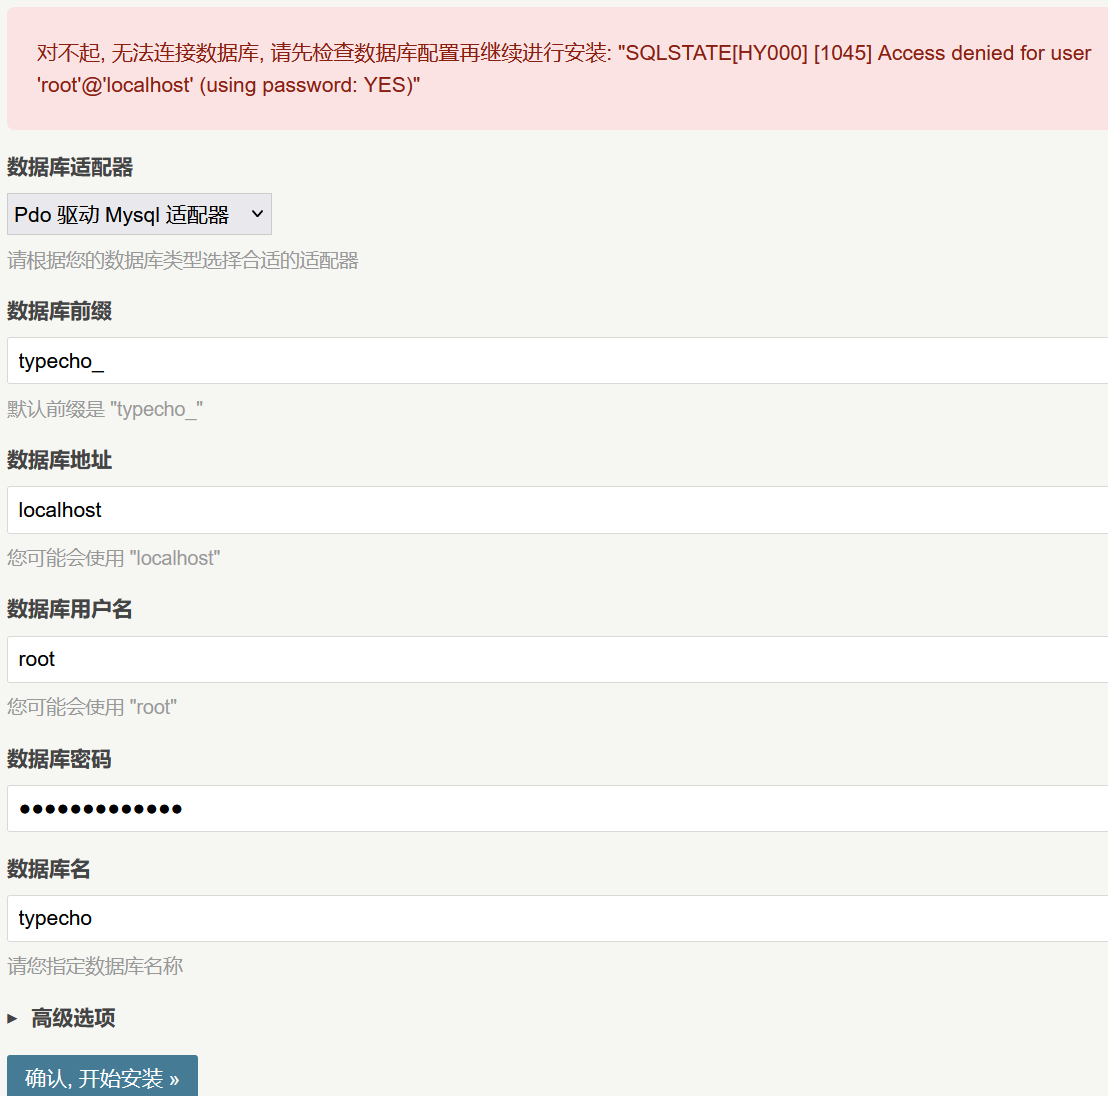 对不起, 无法连接数据库, 请先检查数据库配置再继续进行安装: "SQLSTATE[HY000] [1045] Access denied for user
'root'@'localhost' (using password: YES)"
数据库适配器
Pdo 驱动 Mysql 适配器
请根据您的数据库类型选择合适的适配器
数据库前缀
typecho_
默认前缀是 "typecho_"
数据库地址
localhost
您可能会使用 "localhost"
数据库用户名
root
您可能会使用 "root"
数据库密码
●●●●●●●●●●●●●
数据库名
typecho
请您指定数据库名称
▸ 高级选项
确认, 开始安装 »